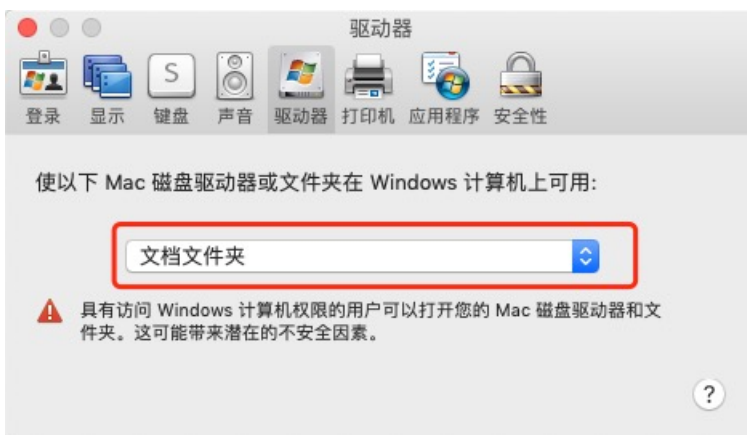 驱动器
登录 显示 S 键盘 声音 驱动器 打印机 应用程序 安全性
使以下 Mac 磁盘驱动器或文件夹在 Windows 计算机上可用:
文档文件夹
具有访问 Windows 计算机权限的用户可以打开您的 Mac 磁盘驱动器和文
件夹。这可能带来潜在的不安全因素。
?